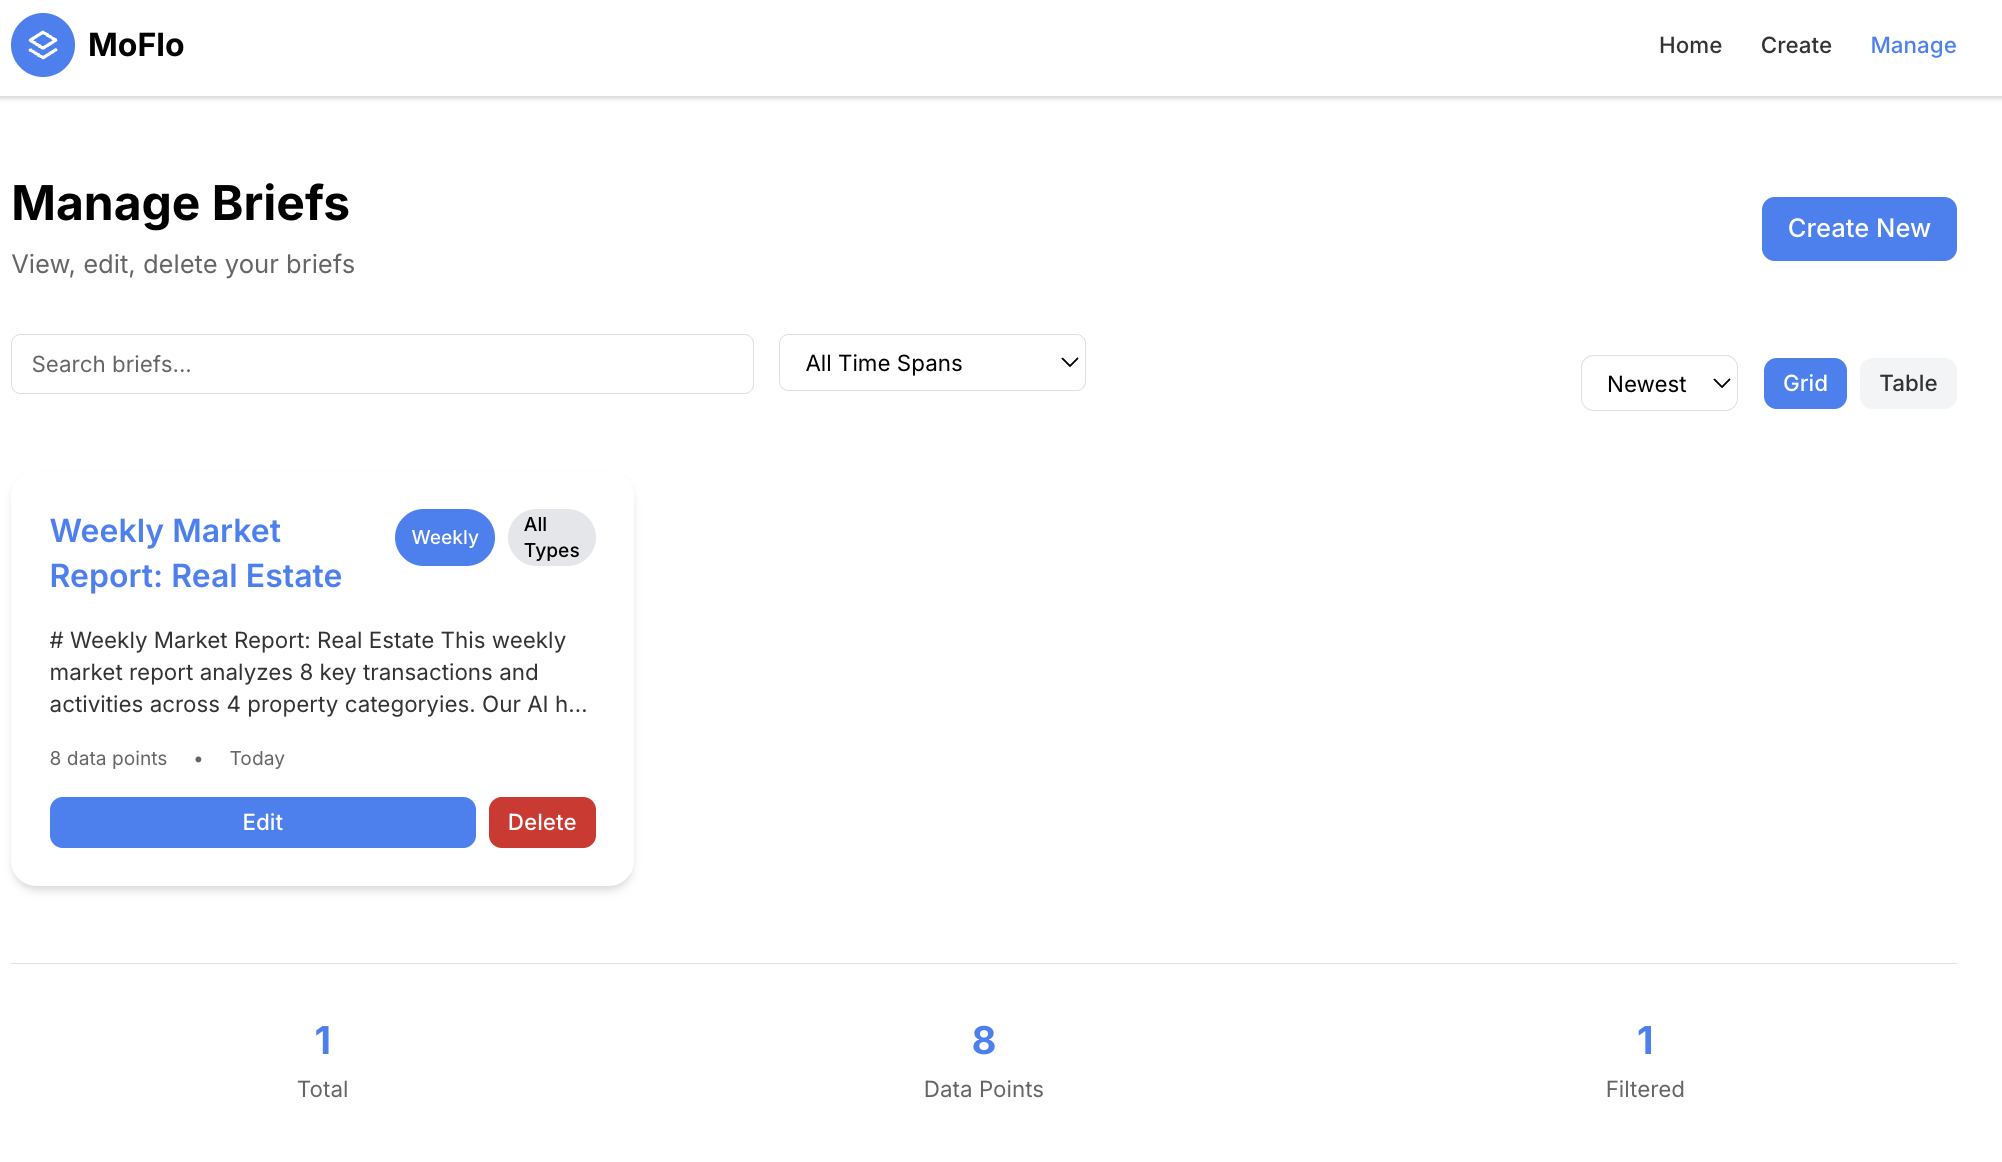 MoFlo
Home
Create
Manage
Manage Briefs
View, edit, delete your briefs
Create New
Search briefs...
All Time Spans
Newest
Grid
Table
Weekly Market
Report: Real Estate
Weekly
All
Types
# Weekly Market Report: Real Estate This weekly
market report analyzes 8 key transactions and
activities across 4 property categoryies. Our AI h...
8 data points • Today
Edit
Delete
1
Total
8
Data Points
1
Filtered